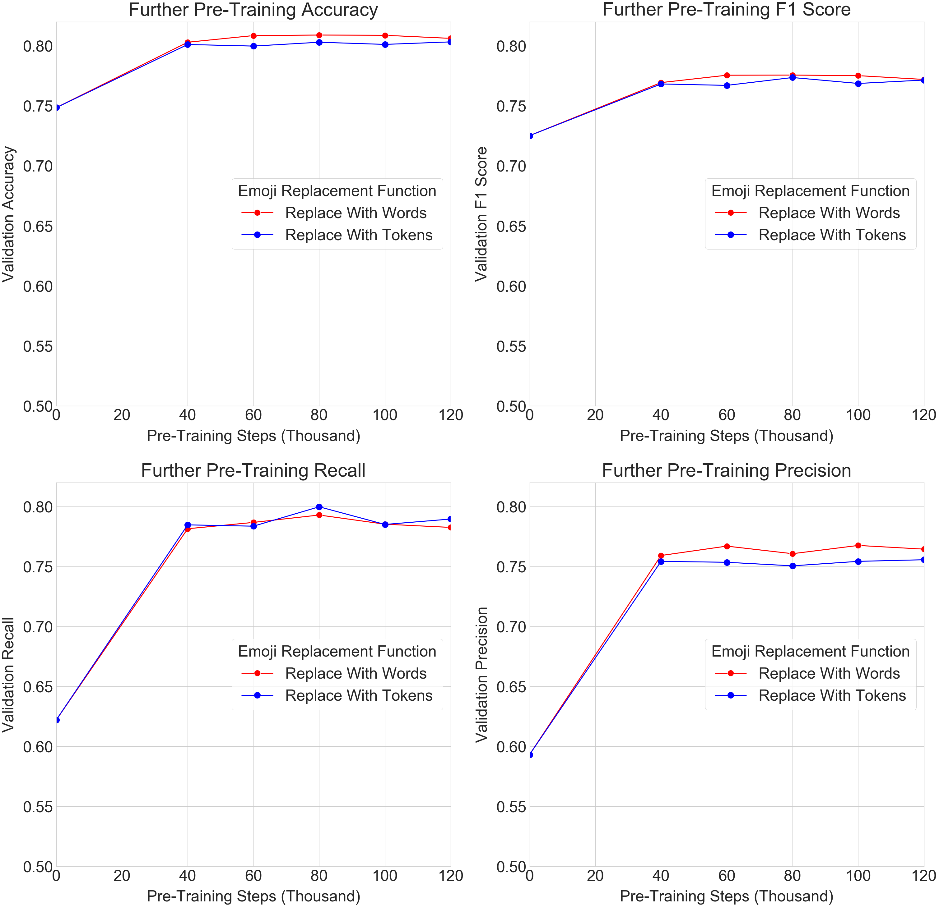 Further Pre-Training Accuracy
Validation Accuracy
0.80
0.75
0.70
0.65
0.60
0.55
0.50
Emoji Replacement Function
Replace With Words
Replace With Tokens
0 20 40 60 80 100 120
Pre-Training Steps (Thousand)
Further Pre-Training F1 Score
Validation F1 Score
0.80
0.75
0.70
0.65
0.60
0.55
0.50
Emoji Replacement Function
Replace With Words
Replace With Tokens
0 20 40 60 80 100 120
Pre-Training Steps (Thousand)
Further Pre-Training Recall
Validation Recall
0.80
0.75
0.70
0.65
0.60
0.55
0.50
Emoji Replacement Function
Replace With Words
Replace With Tokens
0 20 40 60 80 100 120
Pre-Training Steps (Thousand)
Further Pre-Training Precision
Validation Precision
0.80
0.75
0.70
0.65
0.60
0.55
0.50
Emoji Replacement Function
Replace With Words
Replace With Tokens
0 20 40 60 80 100 120
Pre-Training Steps (Thousand)